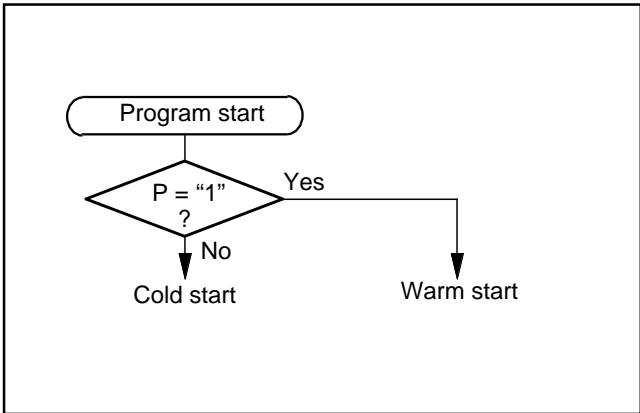 Program start
P = “1”
?
Yes
No
Cold start
Warm start